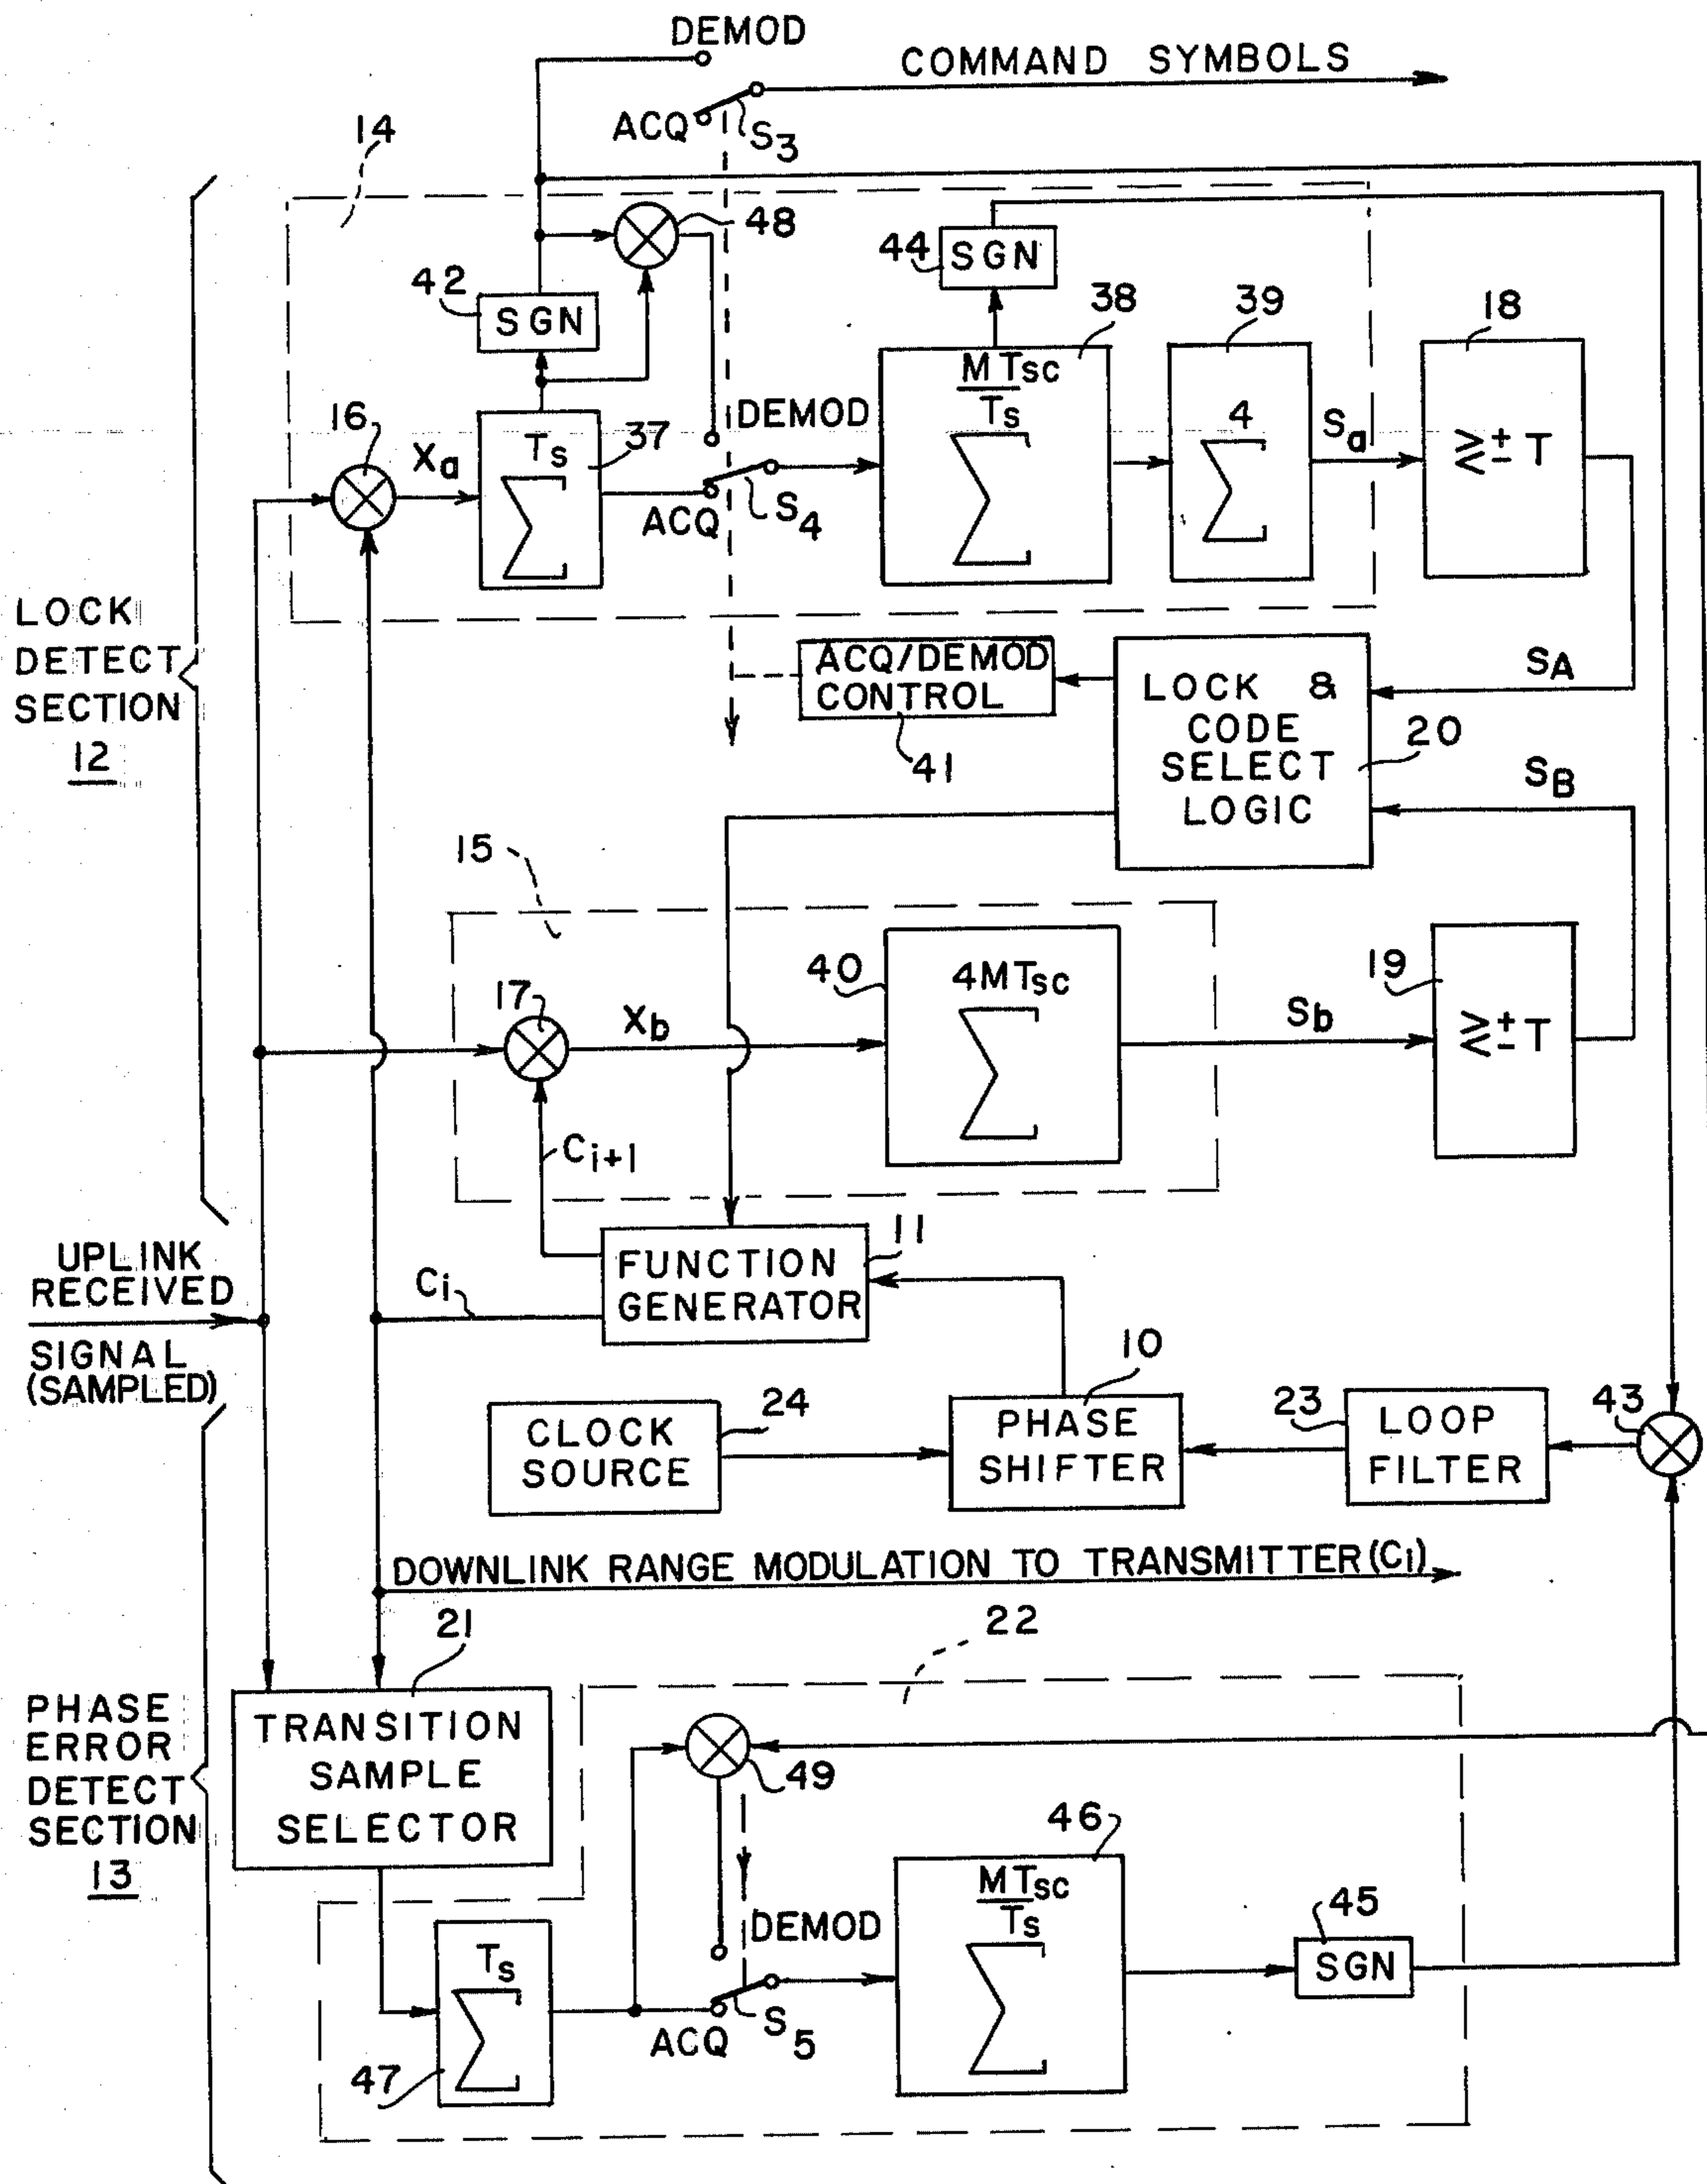 DEMOD
COMMAND SYMBOLS
ACQ
S3
14
48
42
SGN
44
SGN
38
39
18
MTsc
Ts
DEMOD
16
Xa
Ts
37
4
Sa
≥± T
ACQ
S4
LOCK
DETECT
SECTION
12
ACQ/DEMOD
CONTROL
41
LOCK &
CODE
SELECT
LOGIC
20
SA
SB
15
17
Xb
40
4MTsc
Sb
19
≥± T
Ci+1
UPLINK
RECEIVED
SIGNAL
(SAMPLED)
Ci
FUNCTION
GENERATOR
11
10
CLOCK
SOURCE
24
PHASE
SHIFTER
23
LOOP
FILTER
43
DOWNLINK RANGE MODULATION TO TRANSMITTER (Ci)
21
22
PHASE
ERROR
DETECT
SECTION
13
TRANSITION
SAMPLE
SELECTOR
49
46
MTsc
Ts
DEMOD
45
SGN
Ts
47
ACQ
S5